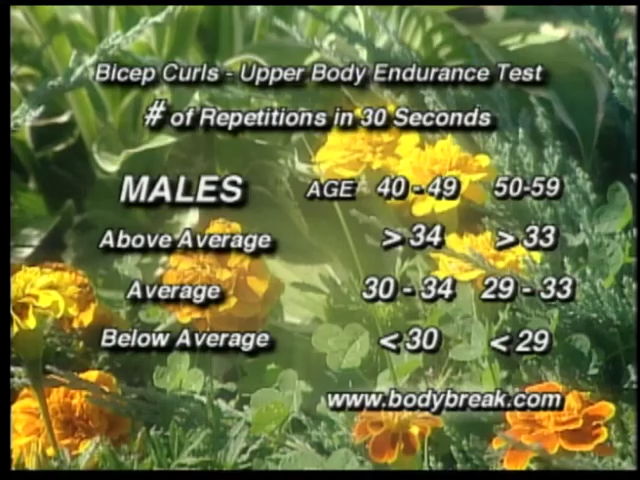 Bicep Curls - Upper Body Endurance Test
# of Repetitions in 30 Seconds
MALES AGE 40 - 49 50-59
Above Average > 34 > 33
Average 30 - 34 29 - 33
Below Average < 30 < 29
www.bodybreak.com